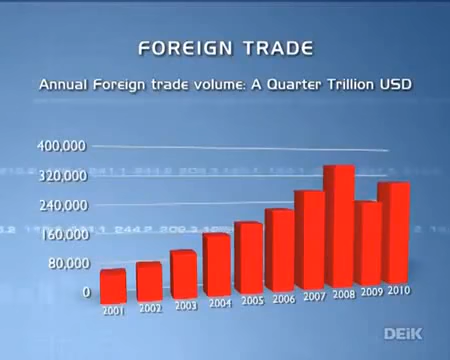 FOREIGN TRADE
Annual Foreign trade volume: A Quarter Trillion USD
400,000
320,000
240,000
160,000
80,000
0
2001 2002 2003 2004 2005 2006 2007 2008 2009 2010
DEiK